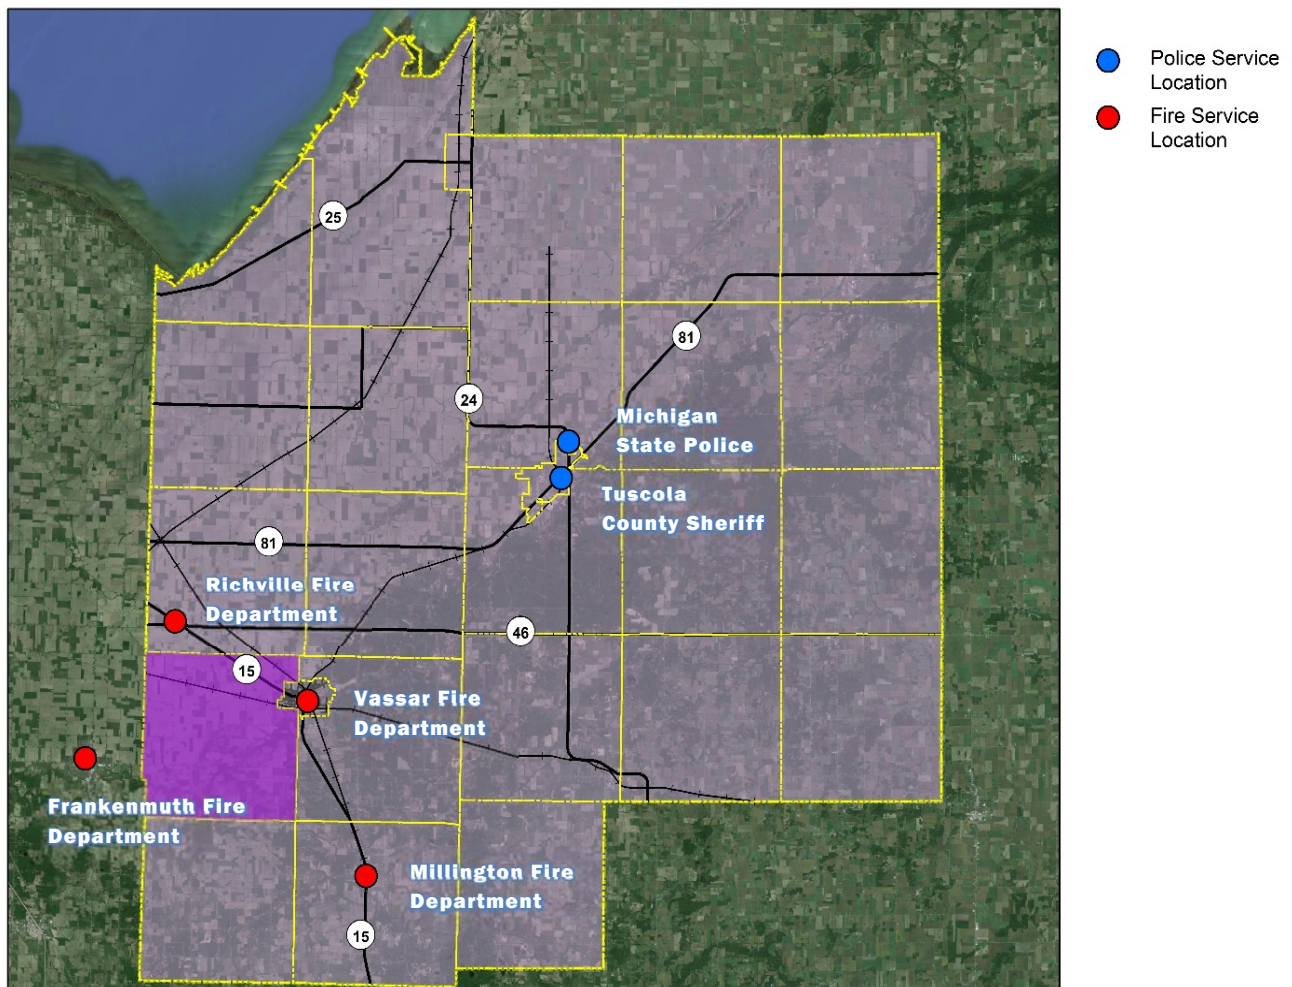 Police Service
Location
Fire Service
Location
25
81
24
Michigan
State Police
Tuscola
County Sheriff
81
Richville Fire
Department
46
15
Vassar Fire
Department
Frankenmuth Fire
Department
Millington Fire
Department
15